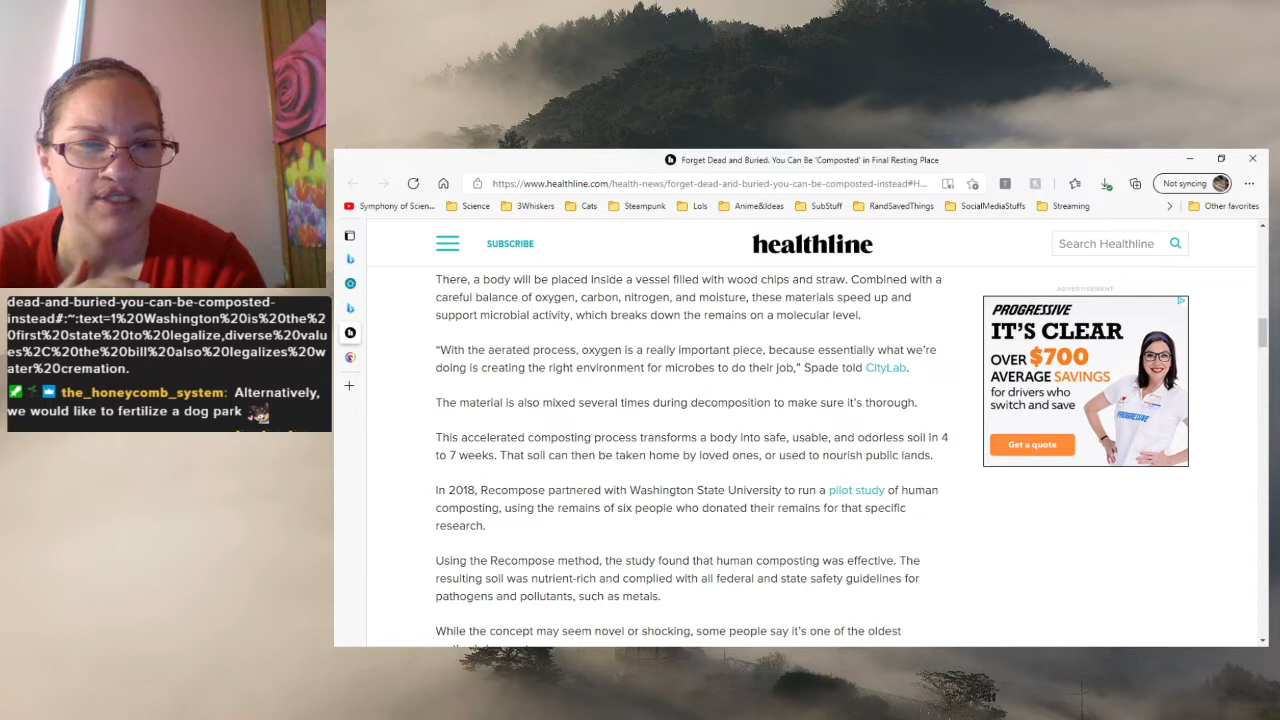 dead-and-buried-you-can-be-composted-
instead#:~:text=1%20Washington%20is%20the%2
0first%20state%20to%20legalize,diverse%20valu
es%2C%20the%20bill%20also%20legalizes%20w
ater%20cremation.
the_honeycomb_system: Alternatively,
we would like to fertilize a dog park
Forget Dead and Buried. You Can Be 'Composted' in Final Resting Place
https://www.healthline.com/health-news/forget-dead-and-buried-you-can-be-composted-instead#H...
Not syncing
Symphony of Scien... Science 3Whiskers Cats Steampunk Lols Anime&Ideas SubStuff RandSavedThings SocialMediaStuffs Streaming Other favorites
SUBSCRIBE
healthline
Search Healthline
There, a body will be placed inside a vessel filled with wood chips and straw. Combined with a
careful balance of oxygen, carbon, nitrogen, and moisture, these materials speed up and
support microbial activity, which breaks down the remains on a molecular level.
“With the aerated process, oxygen is a really important piece, because essentially what we’re
doing is creating the right environment for microbes to do their job,” Spade told CityLab.
The material is also mixed several times during decomposition to make sure it’s thorough.
This accelerated composting process transforms a body into safe, usable, and odorless soil in 4
to 7 weeks. That soil can then be taken home by loved ones, or used to nourish public lands.
In 2018, Recompose partnered with Washington State University to run a pilot study of human
composting, using the remains of six people who donated their remains for that specific
research.
Using the Recompose method, the study found that human composting was effective. The
resulting soil was nutrient-rich and complied with all federal and state safety guidelines for
pathogens and pollutants, such as metals.
While the concept may seem novel or shocking, some people say it’s one of the oldest
ADVERTISEMENT
PROGRESSIVE
IT'S CLEAR
OVER $700
AVERAGE SAVINGS
for drivers who
switch and save
Get a quote
PROGRESSIVE